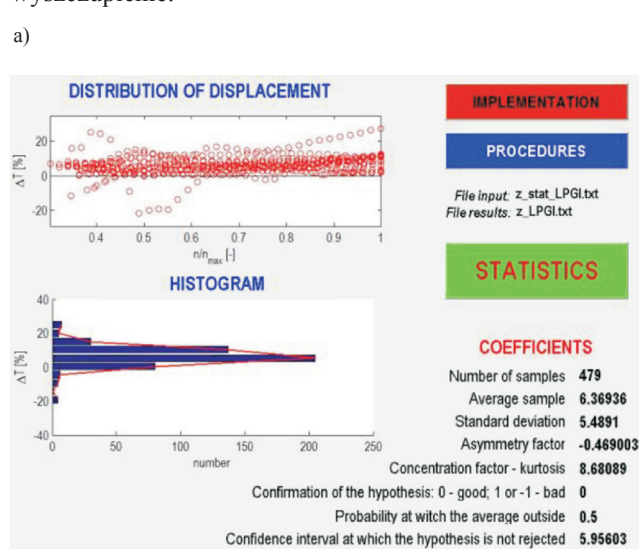 wyszczupienie.
a)
DISTRIBUTION OF DISPLACEMENT
ΔT [%]
20
0
-20
0.4 0.5 0.6 0.7 0.8 0.9 1
n/nmax [-]
HISTOGRAM
ΔT [%]
40
20
0
-20
-40
0 50 100 150 200 250
number
IMPLEMENTATION
PROCEDURES
File input: z_stat_LPGI.txt
File results: z_LPGI.txt
STATISTICS
COEFFICIENTS
Number of samples 479
Average sample 6.36936
Standard deviation 5.4891
Asymmetry factor -0.469003
Concentration factor - kurtosis 8.68089
Confirmation of the hypothesis: 0 - good; 1 or -1 - bad 0
Probability at witch the average outside 0.5
Confidence interval at which the hypothesis is not rejected 5.95603